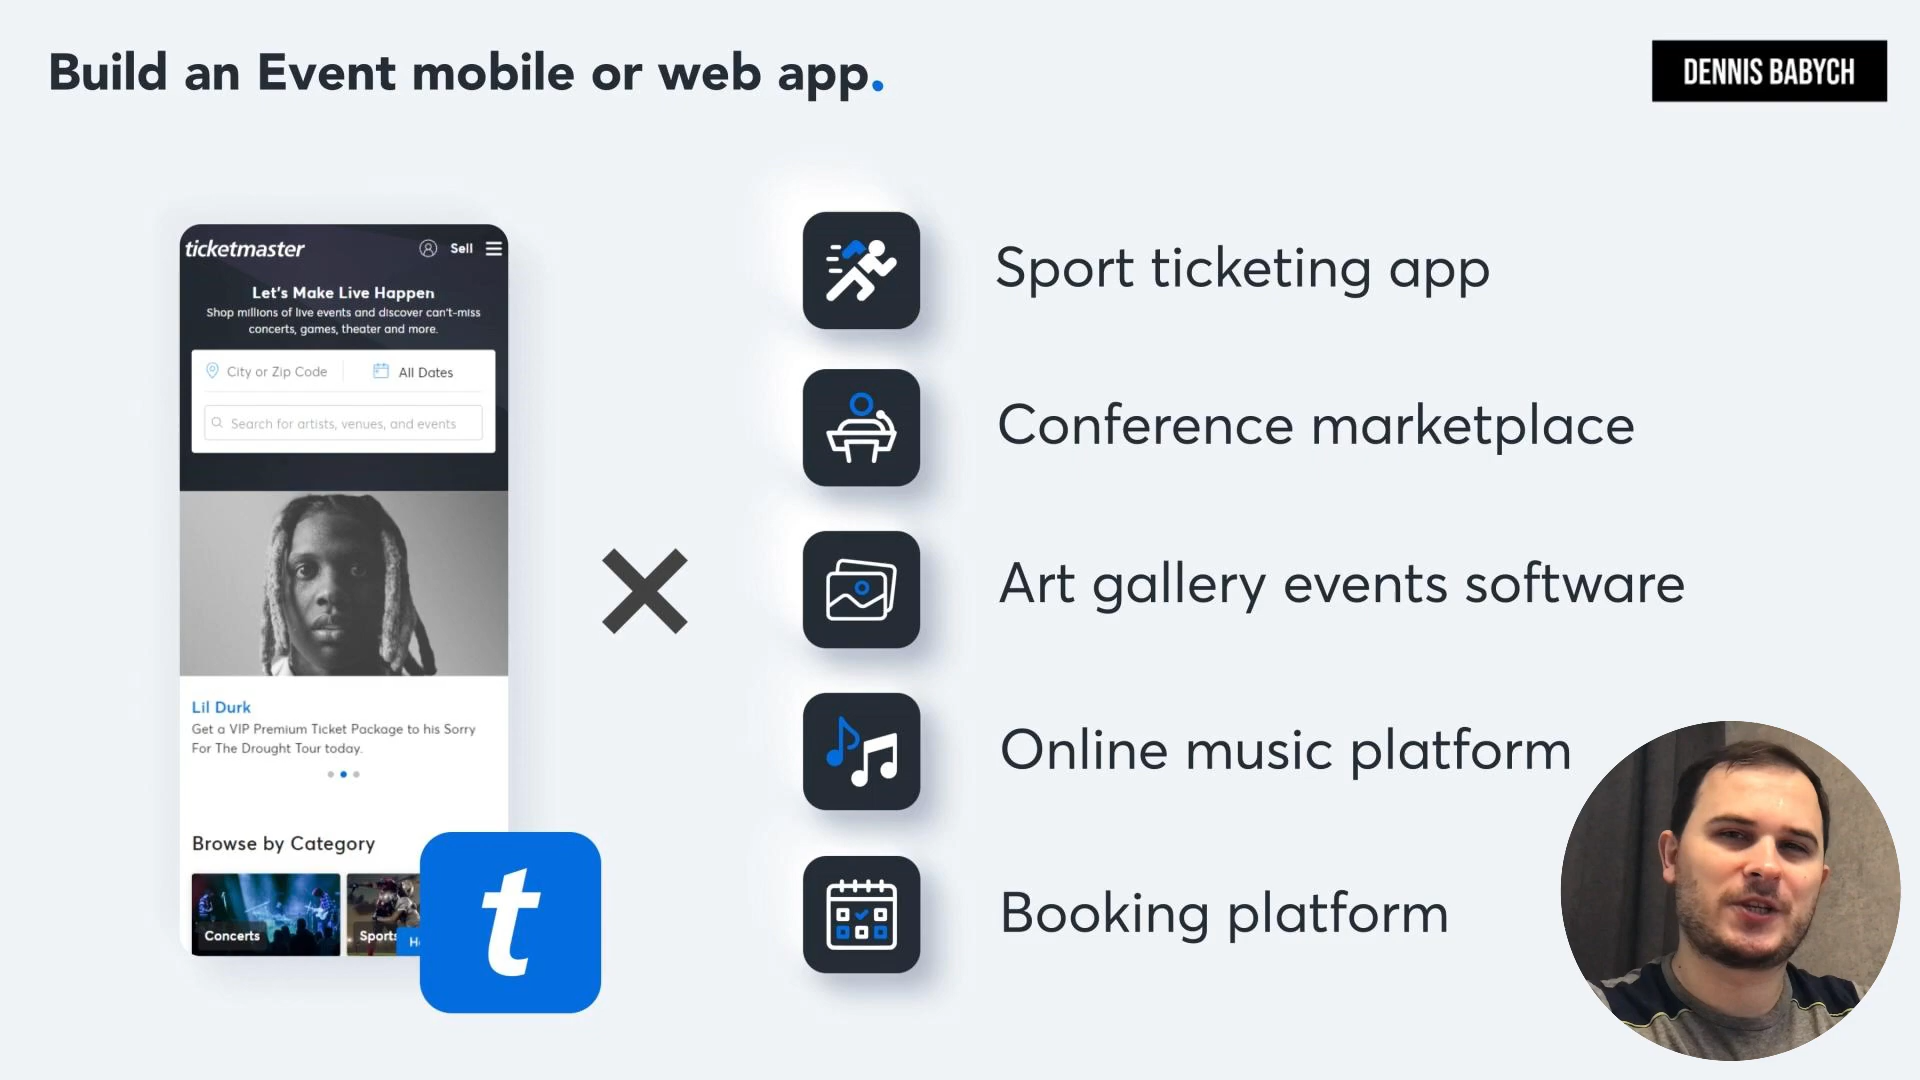 Build an Event mobile or web app.
DENNIS BABYCH
ticketmaster
Sell
Let's Make Live Happen
Shop millions of live events and discover can't-miss
concerts, games, theater and more.
City or Zip Code
All Dates
Search for artists, venues, and events
Lil Durk
Get a VIP Premium Ticket Package to his Sorry
For The Drought Tour today.
Browse by Category
Concerts
Sports
t
Sport ticketing app
Conference marketplace
Art gallery events software
Online music platform
Booking platform